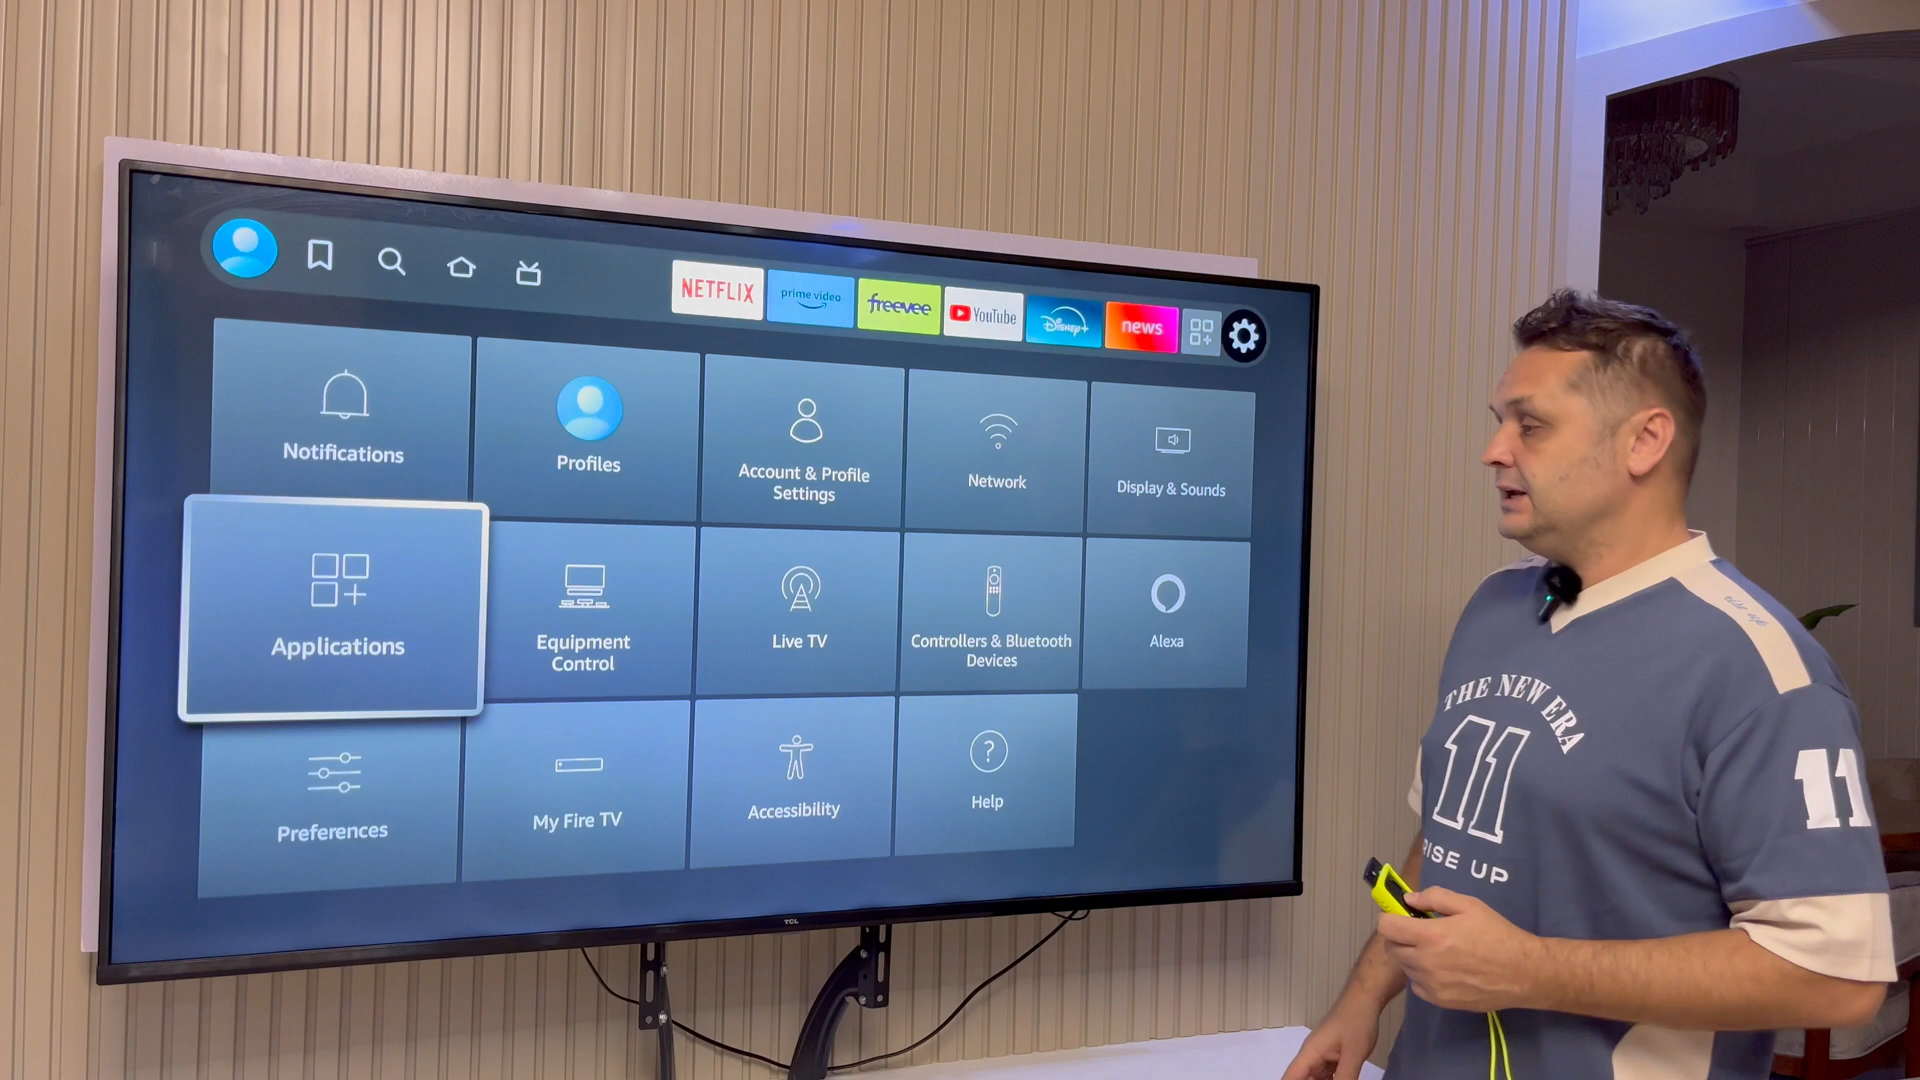 NETFLIX
prime video
freevee
YouTube
Disney+
news
Notifications
Profiles
Account & Profile
Settings
Network
Display & Sounds
Applications
Equipment
Control
Live TV
Controllers & Bluetooth
Devices
Alexa
Preferences
My Fire TV
Accessibility
Help
TCL
THE NEW ERA
11
RISE UP
11